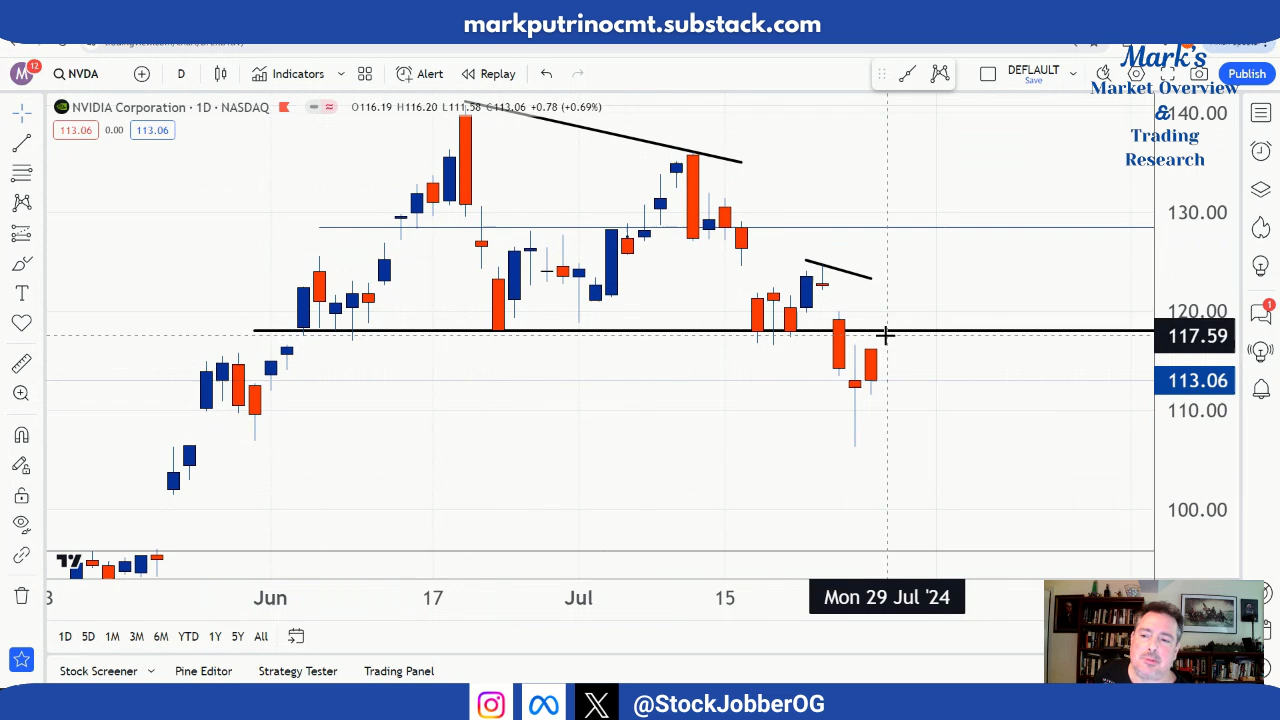 markputrinocmt.substack.com
M 12 NVDA D Indicators Alert Replay DEFAULT Save Publish
Mark's
Market Overview
&
Trading
Research
NVIDIA Corporation · 1D · NASDAQ O116.19 H116.20 L111.58 C113.06 +0.78 (+0.69%)
113.06 0.00 113.06
140.00
130.00
120.00
117.59
113.06
110.00
100.00
1
3 Jun 17 Jul 15 Mon 29 Jul '24
1D 5D 1M 3M 6M YTD 1Y 5Y All
Stock Screener Pine Editor Strategy Tester Trading Panel
@StockJobberOG